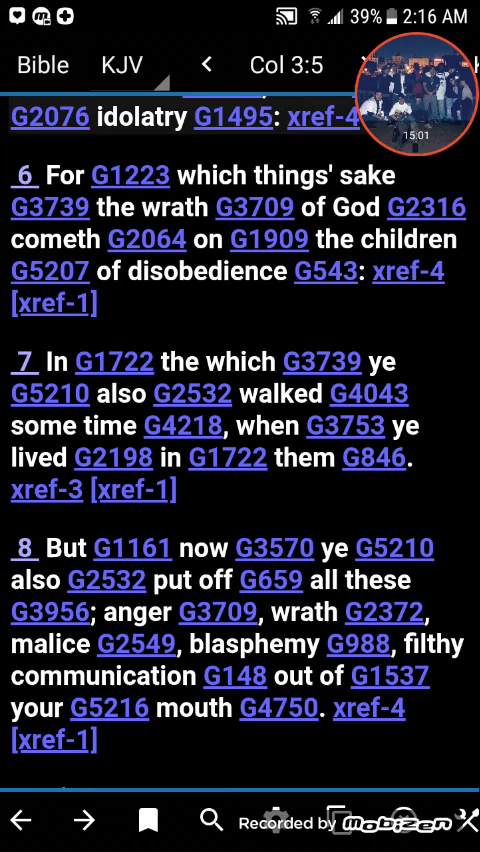 39% 2:16 AM
Bible KJV < Col 3:5
15:01
G2076 idolatry G1495: xref-4
6 For G1223 which things' sake
G3739 the wrath G3709 of God G2316
cometh G2064 on G1909 the children
G5207 of disobedience G543: xref-4
[xref-1]
7 In G1722 the which G3739 ye
G5210 also G2532 walked G4043
some time G4218, when G3753 ye
lived G2198 in G1722 them G846.
xref-3 [xref-1]
8 But G1161 now G3570 ye G5210
also G2532 put off G659 all these
G3956; anger G3709, wrath G2372,
malice G2549, blasphemy G988, filthy
communication G148 out of G1537
your G5216 mouth G4750. xref-4
[xref-1]
Recorded by mobizen